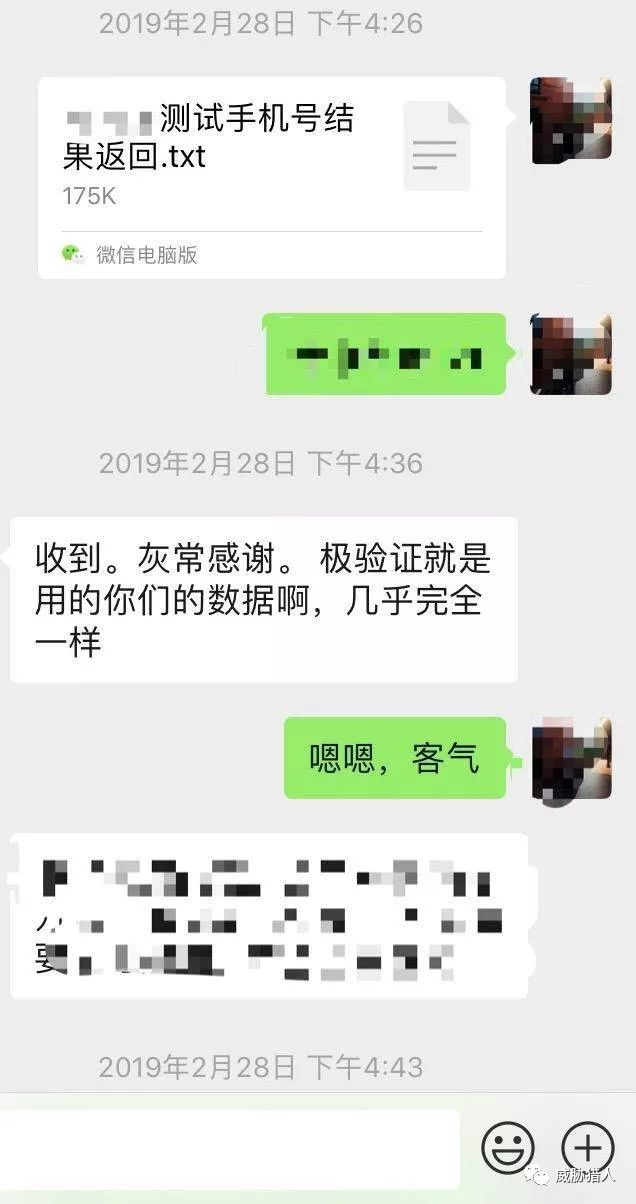 2019年2月28日 下午4:26
测试手机号结
果返回.txt
175K
微信电脑版
2019年2月28日 下午4:36
收到。灰常感谢。 极验证就是
用的你们的数据啊，几乎完全
一样
嗯嗯，客气
要
2019年2月28日 下午4:43
威胁猎人